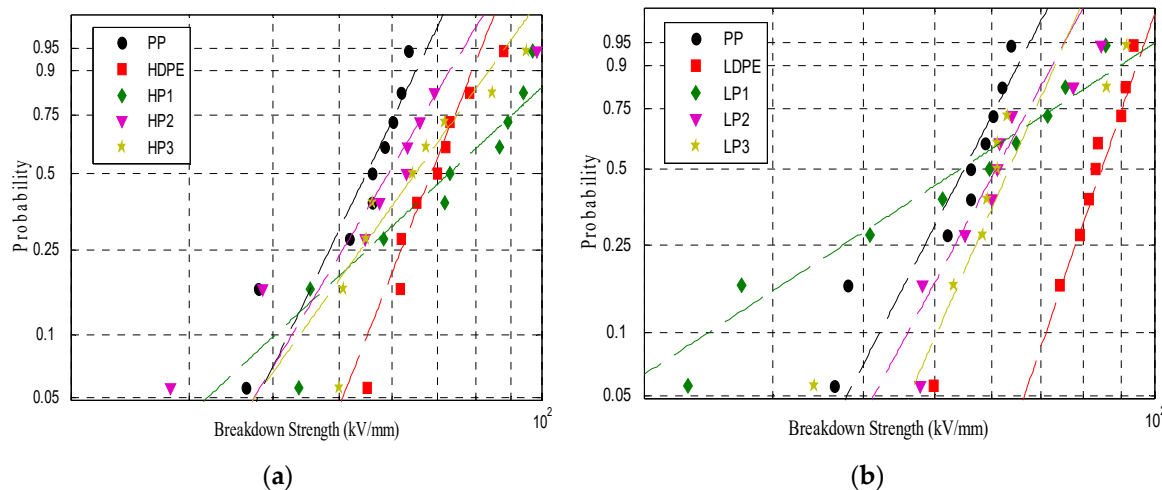 PP
HDPE
HP1
HP2
HP3
0.95
0.9
0.75
0.5
0.25
0.1
0.05
Probability
10²
Breakdown Strength (kV/mm)
(a)
PP
LDPE
LP1
LP2
LP3
0.95
0.9
0.75
0.5
0.25
0.1
0.05
Probability
10²
Breakdown Strength (kV/mm)
(b)